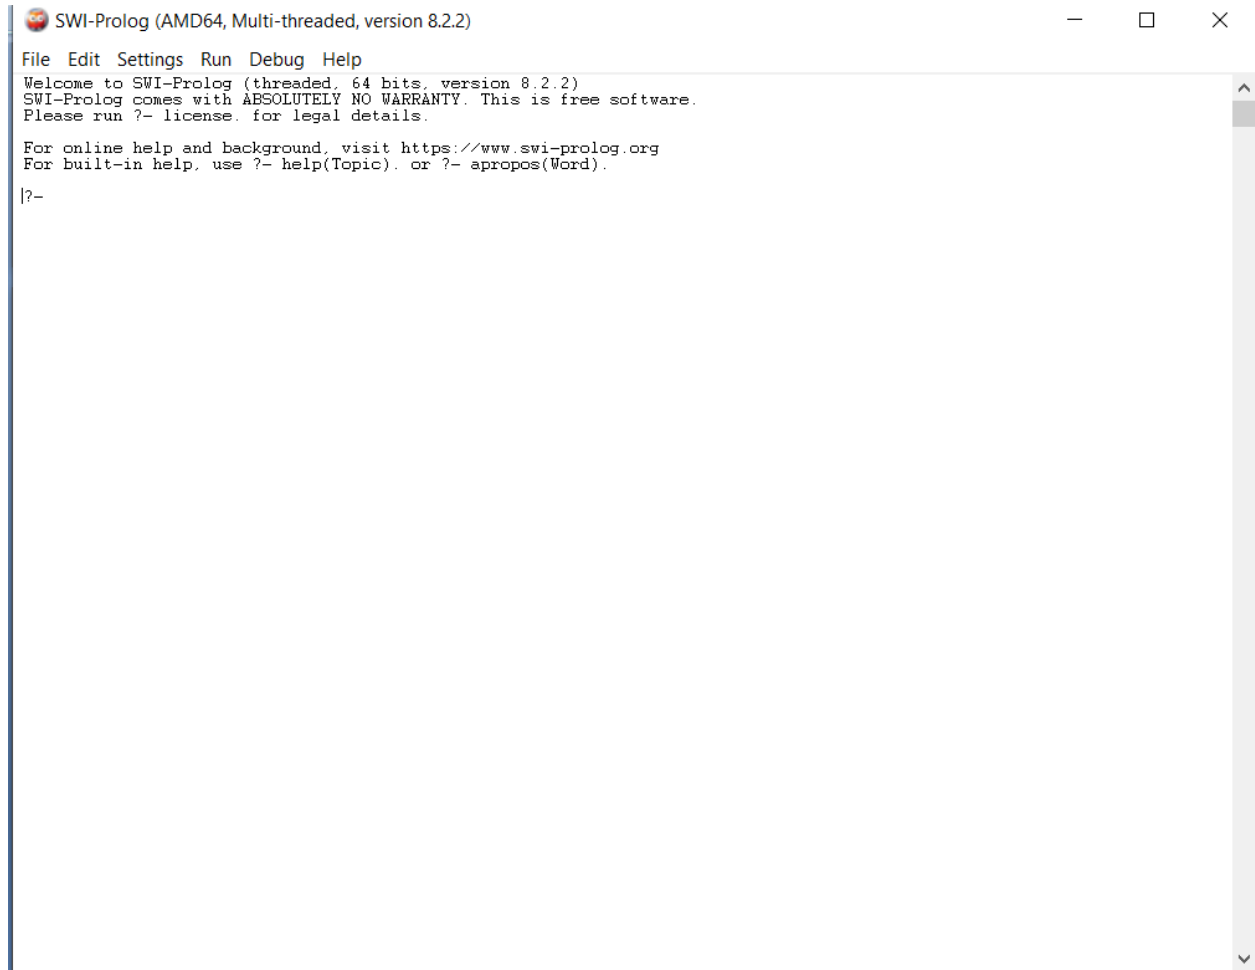 SWI-Prolog (AMD64, Multi-threaded, version 8.2.2)
File Edit Settings Run Debug Help
Welcome to SWI-Prolog (threaded, 64 bits, version 8.2.2)
SWI-Prolog comes with ABSOLUTELY NO WARRANTY. This is free software.
Please run ?- license. for legal details.
For online help and background, visit https://www.swi-prolog.org
For built-in help, use ?- help(Topic). or ?- apropos(Word).
?-